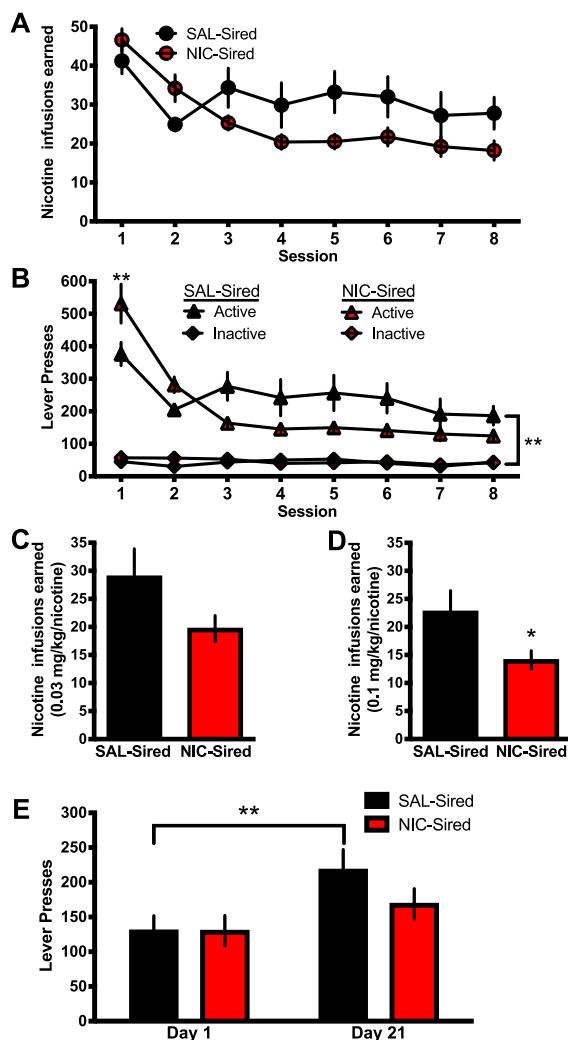 A
50
40
30
20
10
0
Nicotine infusions earned
SAL-Sired
NIC-Sired
1 2 3 4 5 6 7 8
Session
B
600
500
400
300
200
100
0
Lever Presses
**
SAL-Sired NIC-Sired
Active Active
Inactive Inactive
**
1 2 3 4 5 6 7 8
Session
C
35
30
25
20
15
10
5
0
Nicotine infusions earned
(0.03 mg/kg/nicotine)
SAL-Sired NIC-Sired
D
35
30
25
20
15
10
5
0
Nicotine infusions earned
(0.1 mg/kg/nicotine)
*
SAL-Sired NIC-Sired
E
300
250
200
150
100
50
0
Lever Presses
**
SAL-Sired
NIC-Sired
Day 1 Day 21